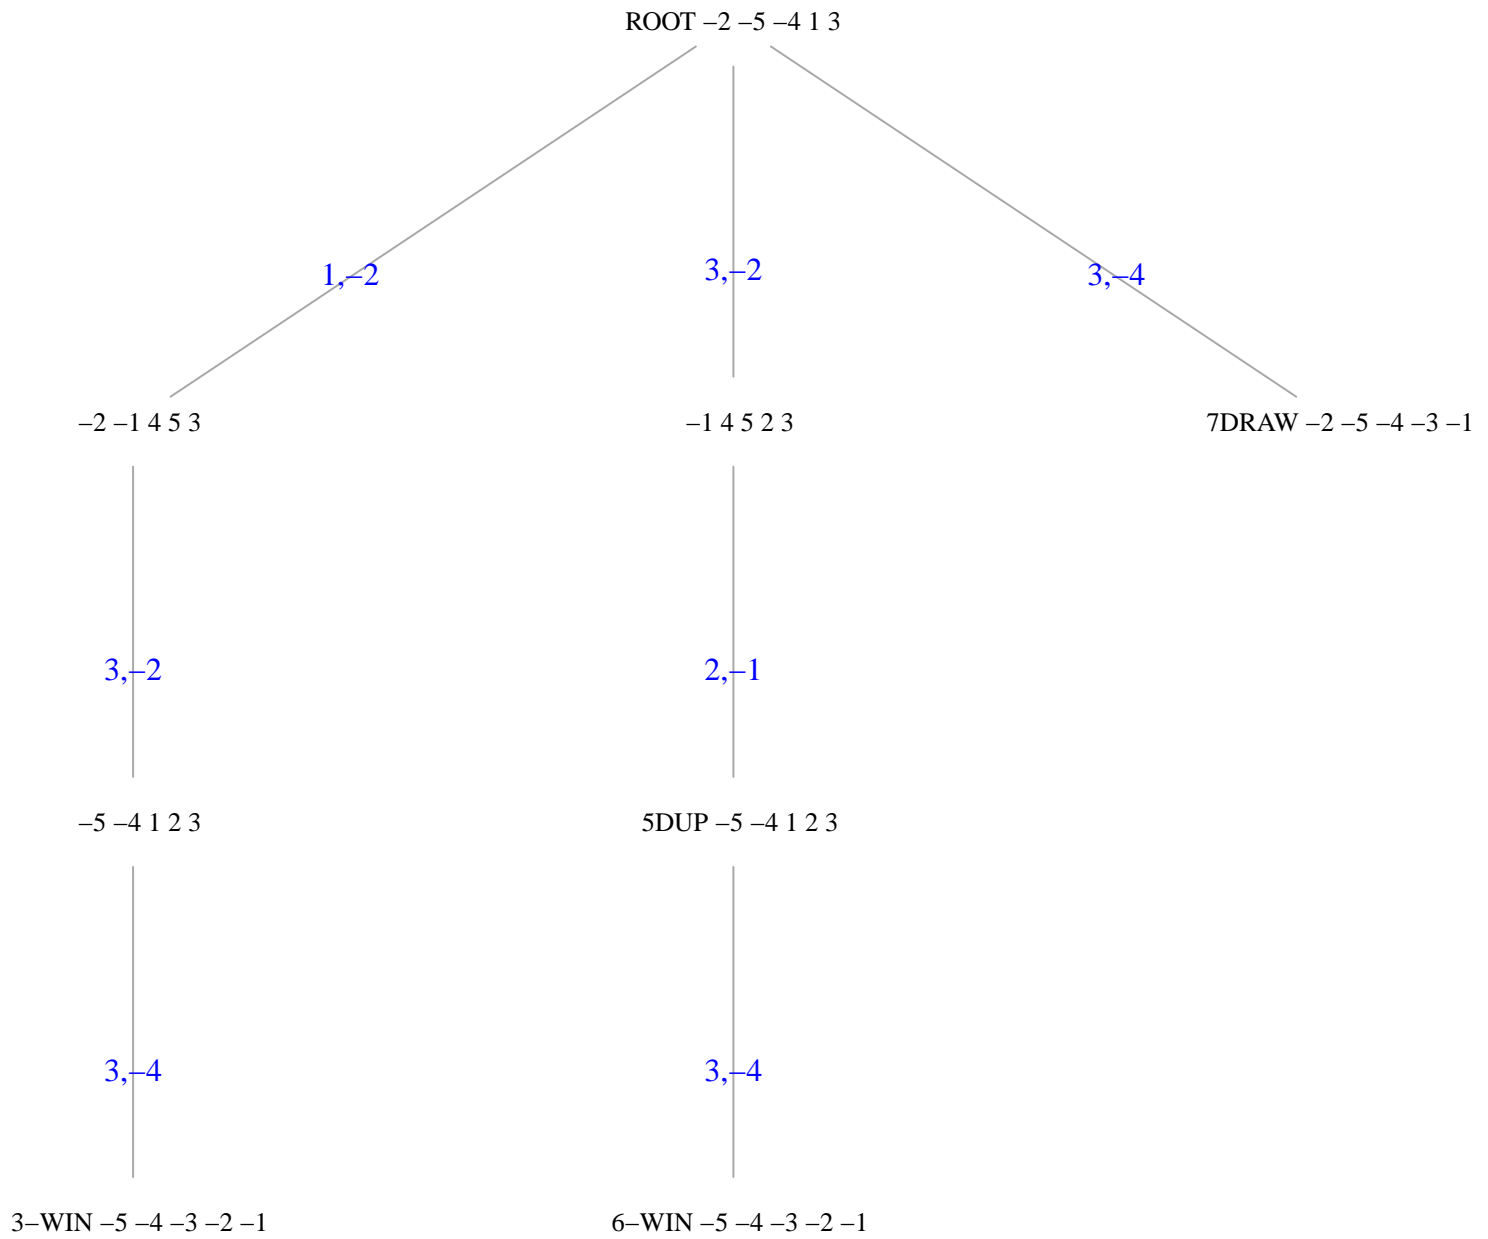 ROOT –2 –5 –4 1 3
1,–2
3,–2
3,–4
–2 –1 4 5 3
–1 4 5 2 3
7DRAW –2 –5 –4 –3 –1
3,–2
2,–1
–5 –4 1 2 3
5DUP –5 –4 1 2 3
3,–4
3,–4
3–WIN –5 –4 –3 –2 –1
6–WIN –5 –4 –3 –2 –1